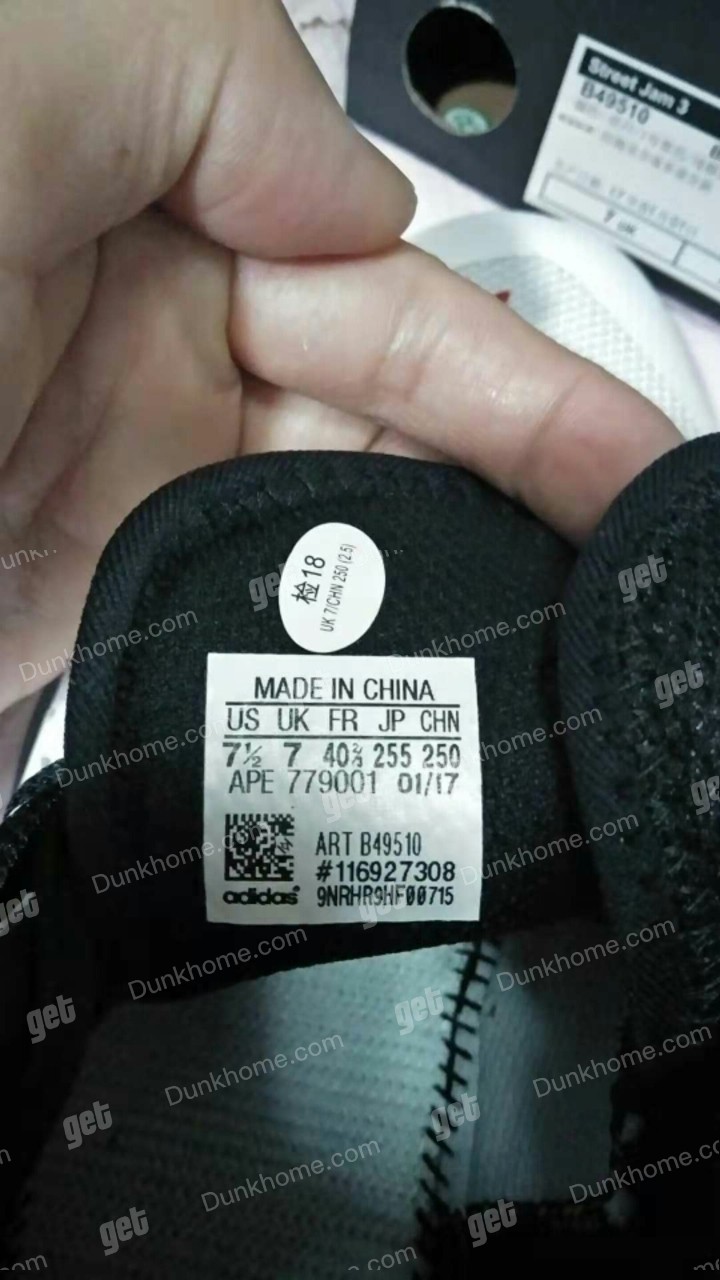 Street Jam 3
B49510
7 UK
检18
UK 7/CHN 250 (2.5)
MADE IN CHINA
US UK FR JP CHN
7½ 7 40⅔ 255 250
APE 779001 01/17
ART B49510
#116927308
adidas 9NRHR9HF00715
get Dunkhome.com